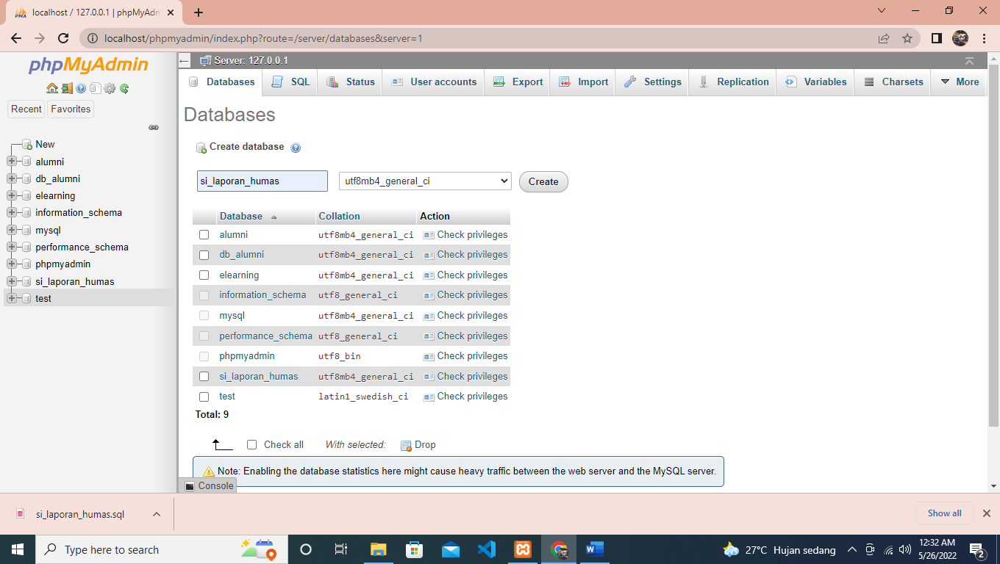 localhost / 127.0.0.1 | phpMyAdm
localhost/phpmyadmin/index.php?route=/server/databases&server=1
phpMyAdmin
Recent Favorites
New
alumni
db_alumni
elearning
information_schema
mysql
performance_schema
phpmyadmin
si_laporan_humas
test
Server: 127.0.0.1
Databases SQL Status User accounts Export Import Settings Replication Variables Charsets More
Databases
Create database
si_laporan_humas utf8mb4_general_ci Create
Database Collation Action
alumni utf8mb4_general_ci Check privileges
db_alumni utf8mb4_general_ci Check privileges
elearning utf8mb4_general_ci Check privileges
information_schema utf8_general_ci Check privileges
mysql utf8mb4_general_ci Check privileges
performance_schema utf8_general_ci Check privileges
phpmyadmin utf8_bin Check privileges
si_laporan_humas utf8mb4_general_ci Check privileges
test latin1_swedish_ci Check privileges
Total: 9
Check all With selected: Drop
Note: Enabling the database statistics here might cause heavy traffic between the web server and the MySQL server.
Console
si_laporan_humas.sql Show all
Type here to search 27°C Hujan sedang 12:32 AM
5/26/2022 2